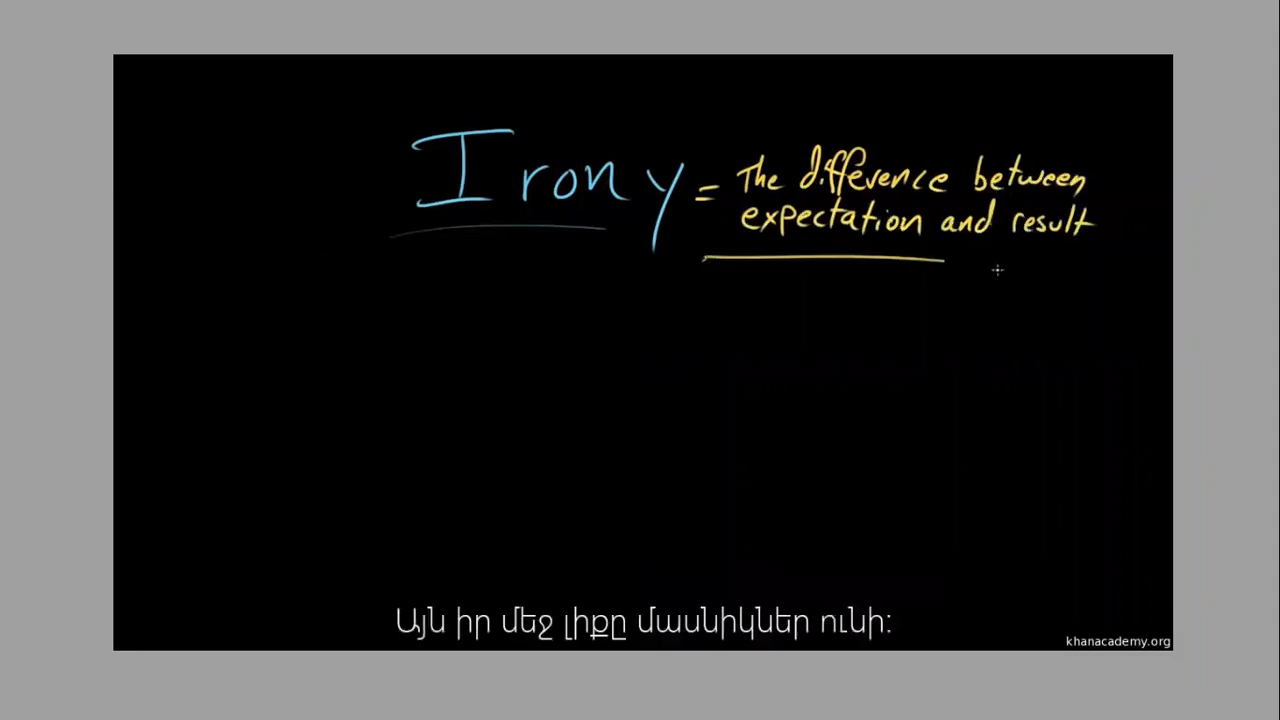 Irony = The difference between
expectation and result
Այն իր մեջ լիքը մասնիկներ ունի:
khanacademy.org